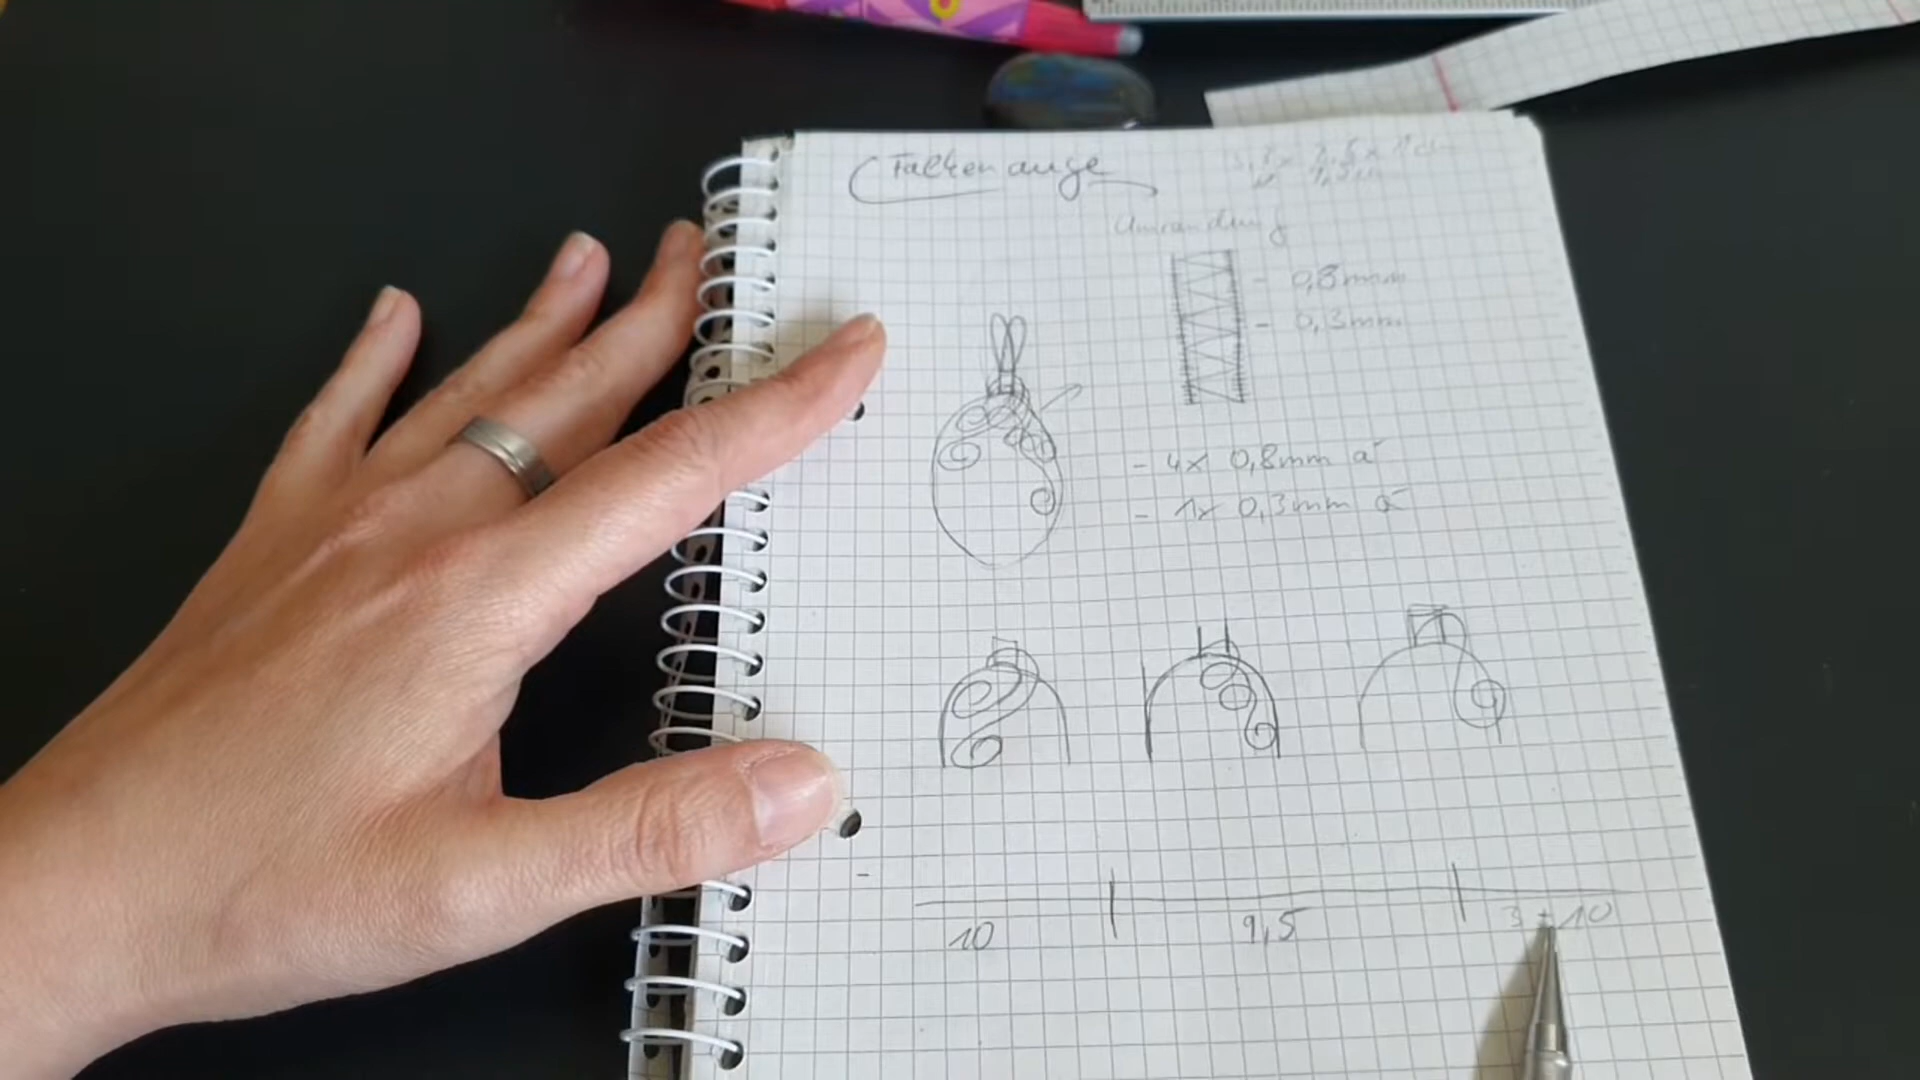 Falkenauge
Umrandung
- 0,8mm
- 0,3mm
- 4x 0,8mm á
- 1x 0,3mm á
10
9,5
3 + 10